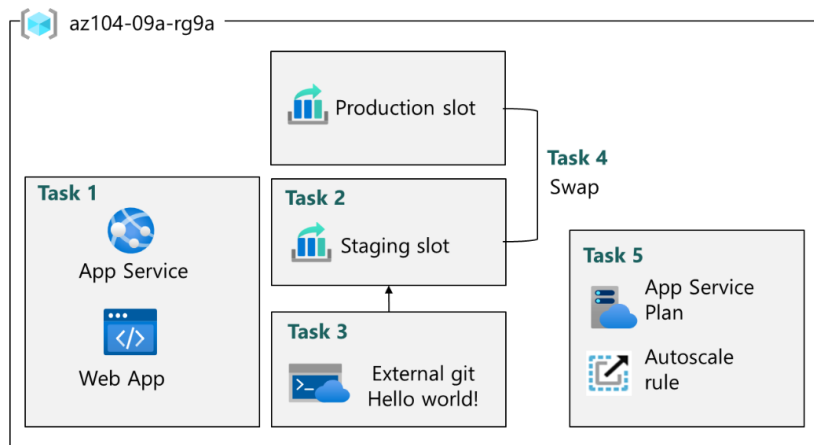 az104-09a-rg9a
Production slot
Task 4
Swap
Task 1
App Service
Web App
Task 2
Staging slot
Task 3
External git
Hello world!
Task 5
App Service
Plan
Autoscale
rule